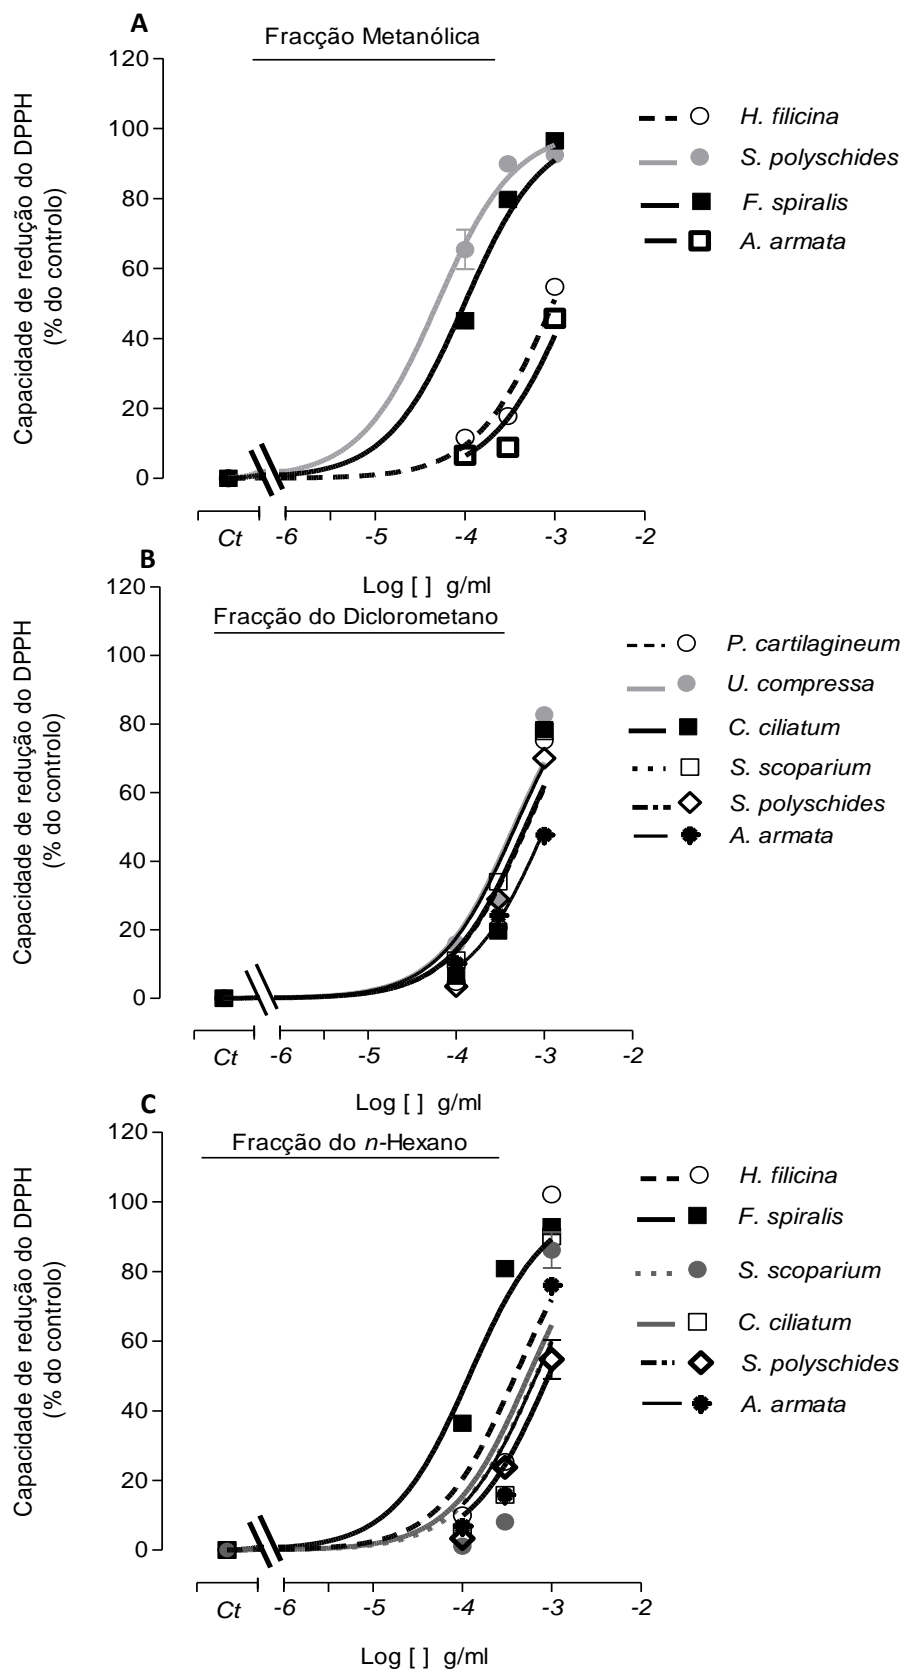 A
Fracção Metanólica
120
100
80
60
40
20
0
Capacidade de redução do DPPH
(% do controlo)
H. filicina
S. polyschides
F. spiralis
A. armata
Ct -6 -5 -4 -3 -2
Log [ ] g/ml
B
Fracção do Diclorometano
120
100
80
60
40
20
0
Capacidade de redução do DPPH
(% do controlo)
P. cartilagineum
U. compressa
C. ciliatum
S. scoparium
S. polyschides
A. armata
Ct -6 -5 -4 -3 -2
Log [ ] g/ml
C
Fracção do n-Hexano
120
100
80
60
40
20
0
Capacidade de redução do DPPH
(% do controlo)
H. filicina
F. spiralis
S. scoparium
C. ciliatum
S. polyschides
A. armata
Ct -6 -5 -4 -3 -2
Log [ ] g/ml